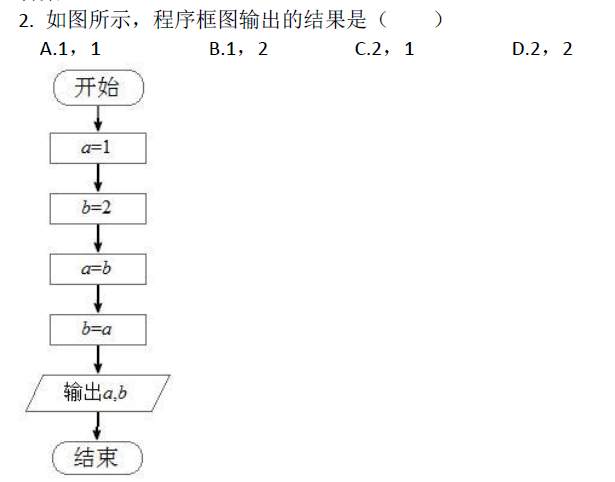 2. 如图所示，程序框图输出的结果是（　　）
A.1，1 B.1，2 C.2，1 D.2，2
开始
a=1
b=2
a=b
b=a
输出a,b
结束